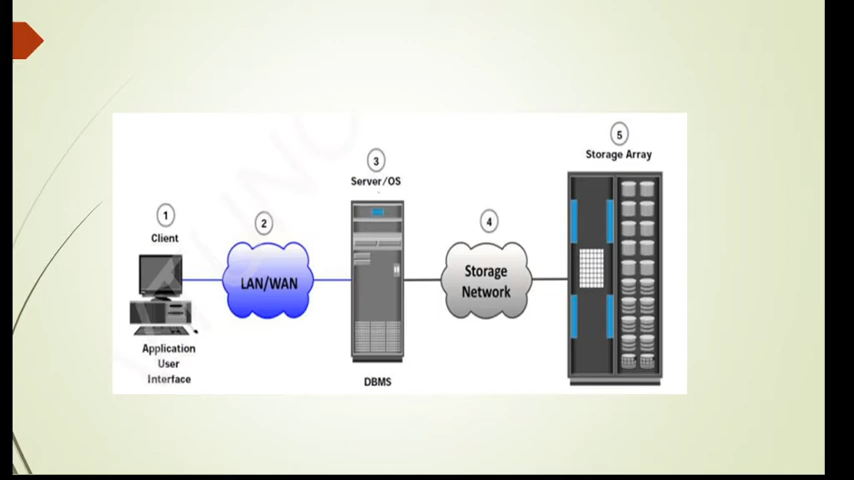 1
Client
2
LAN/WAN
3
Server/OS
4
Storage
Network
5
Storage Array
Application
User
Interface
DBMS